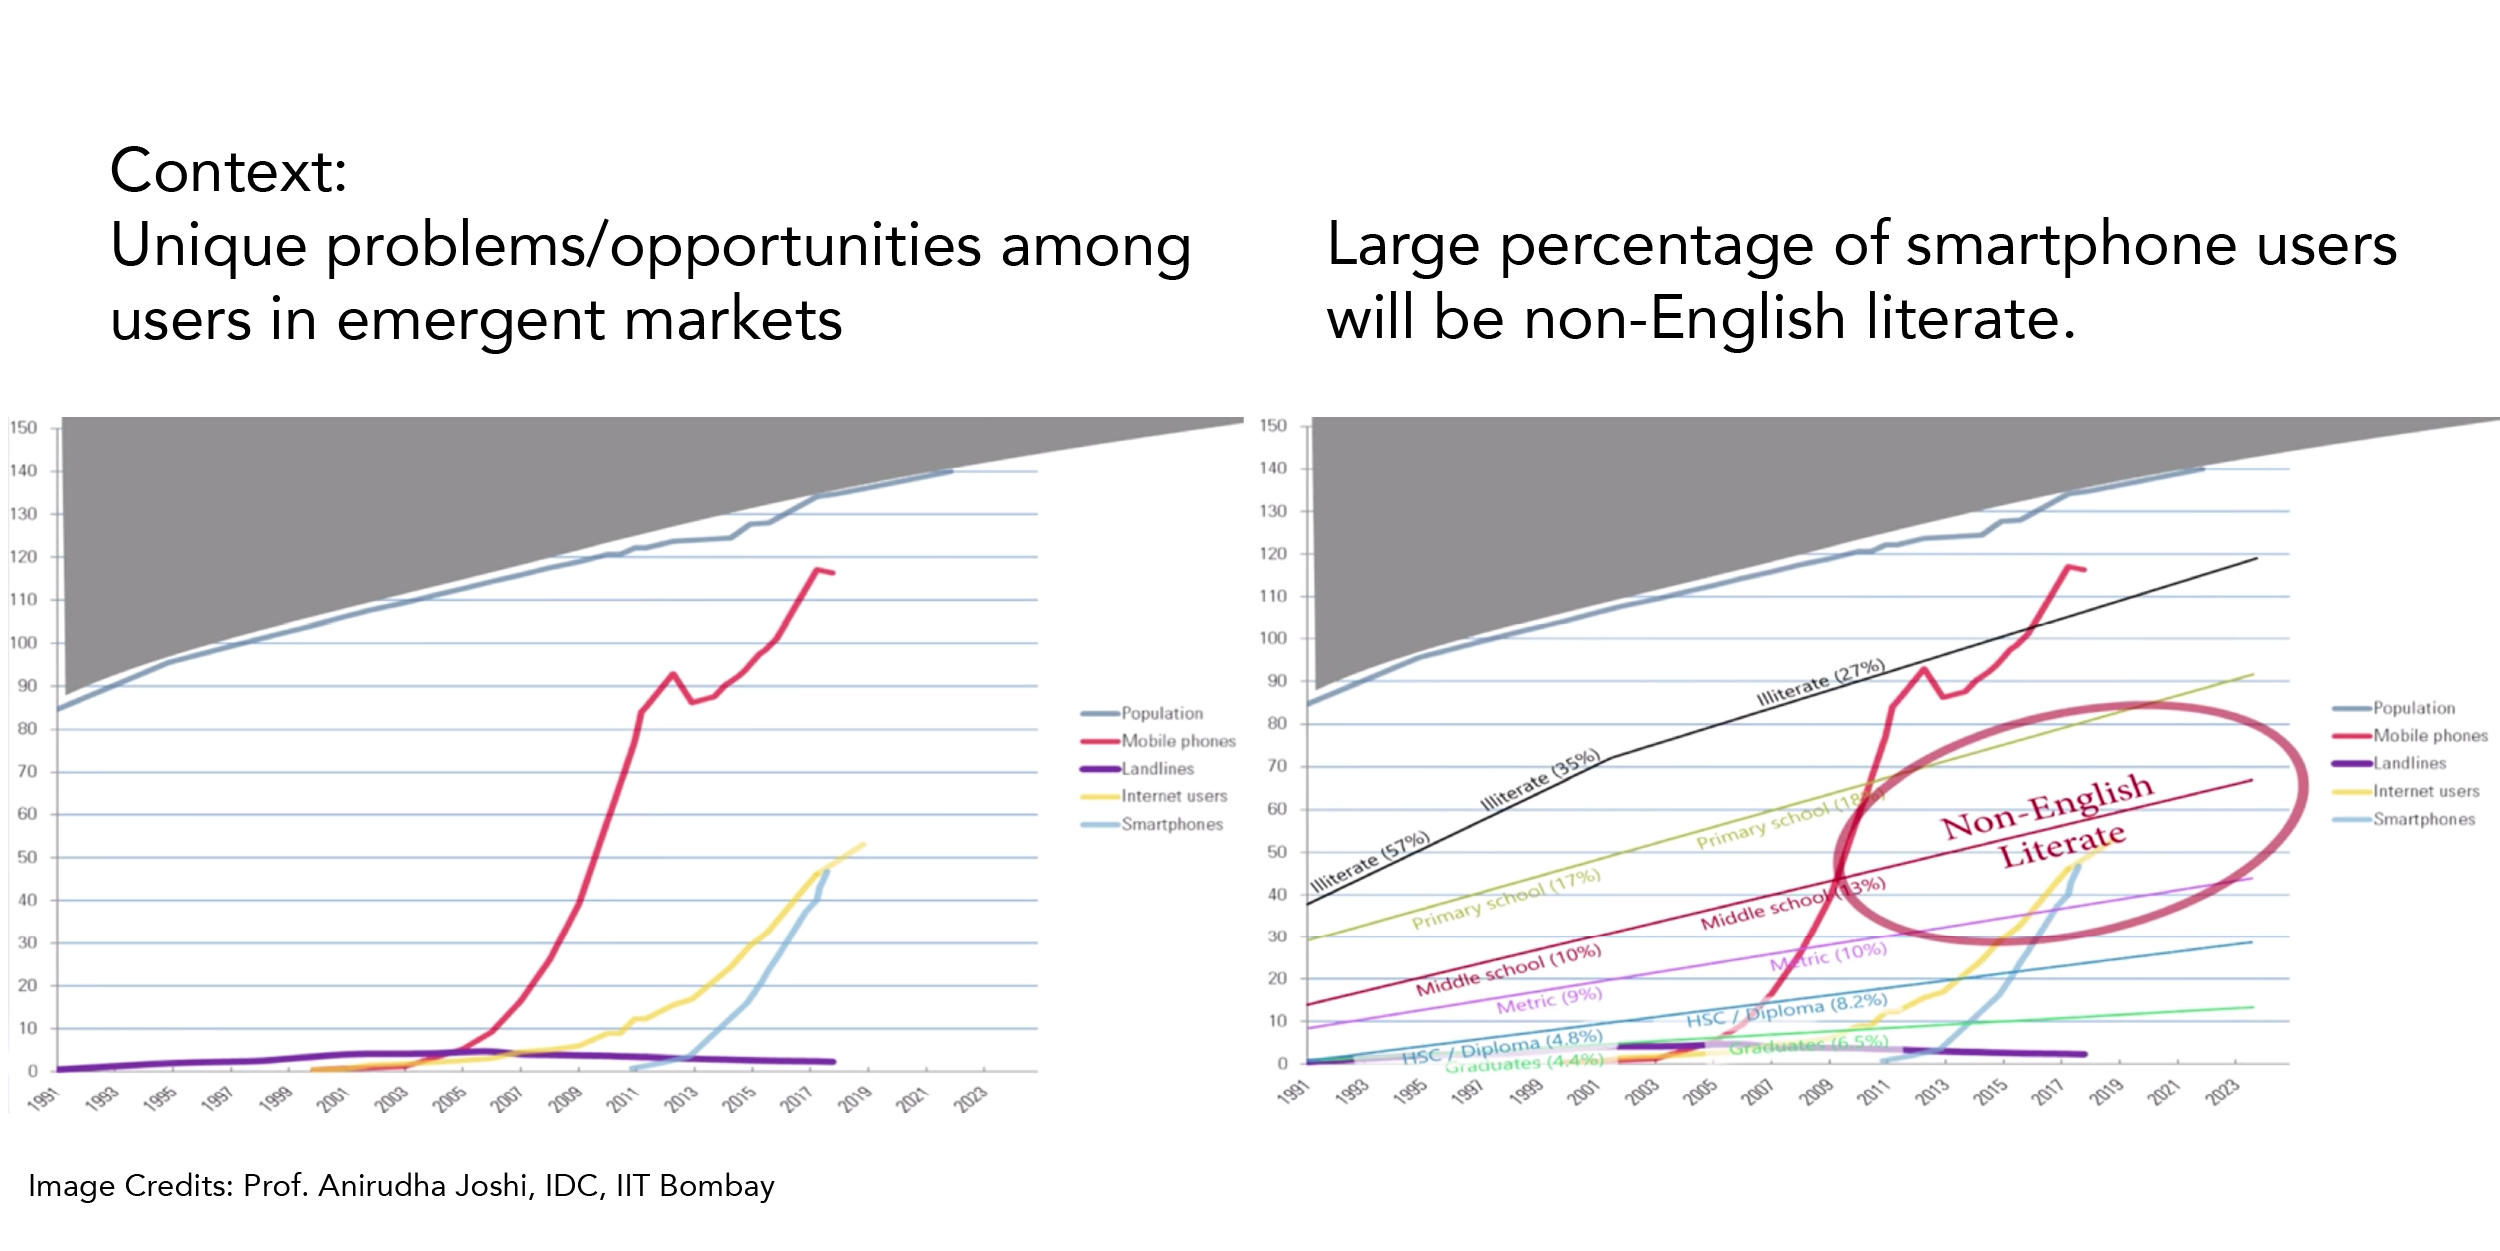 Context:
Unique problems/opportunities among
users in emergent markets
Large percentage of smartphone users
will be non-English literate.
150
140
130
120
110
100
90
80
70
60
50
40
30
20
10
0
1991
1993
1995
1997
1999
2001
2003
2005
2007
2009
2011
2013
2015
2017
2019
2021
2023
Population
Mobile phones
Landlines
Internet users
Smartphones
150
140
130
120
110
100
90
80
70
60
50
40
30
20
10
0
Illiterate (57%)
Illiterate (35%)
Illiterate (27%)
Primary school (17%)
Primary school (18%)
Middle school (10%)
Middle school (13%)
Metric (9%)
Metric (10%)
HSC / Diploma (4.8%)
HSC / Diploma (8.2%)
Graduates (4.4%)
Graduates (6.5%)
Non-English
Literate
1991
1993
1995
1997
1999
2001
2003
2005
2007
2009
2011
2013
2015
2017
2019
2021
2023
Population
Mobile phones
Landlines
Internet users
Smartphones
Image Credits: Prof. Anirudha Joshi, IDC, IIT Bombay